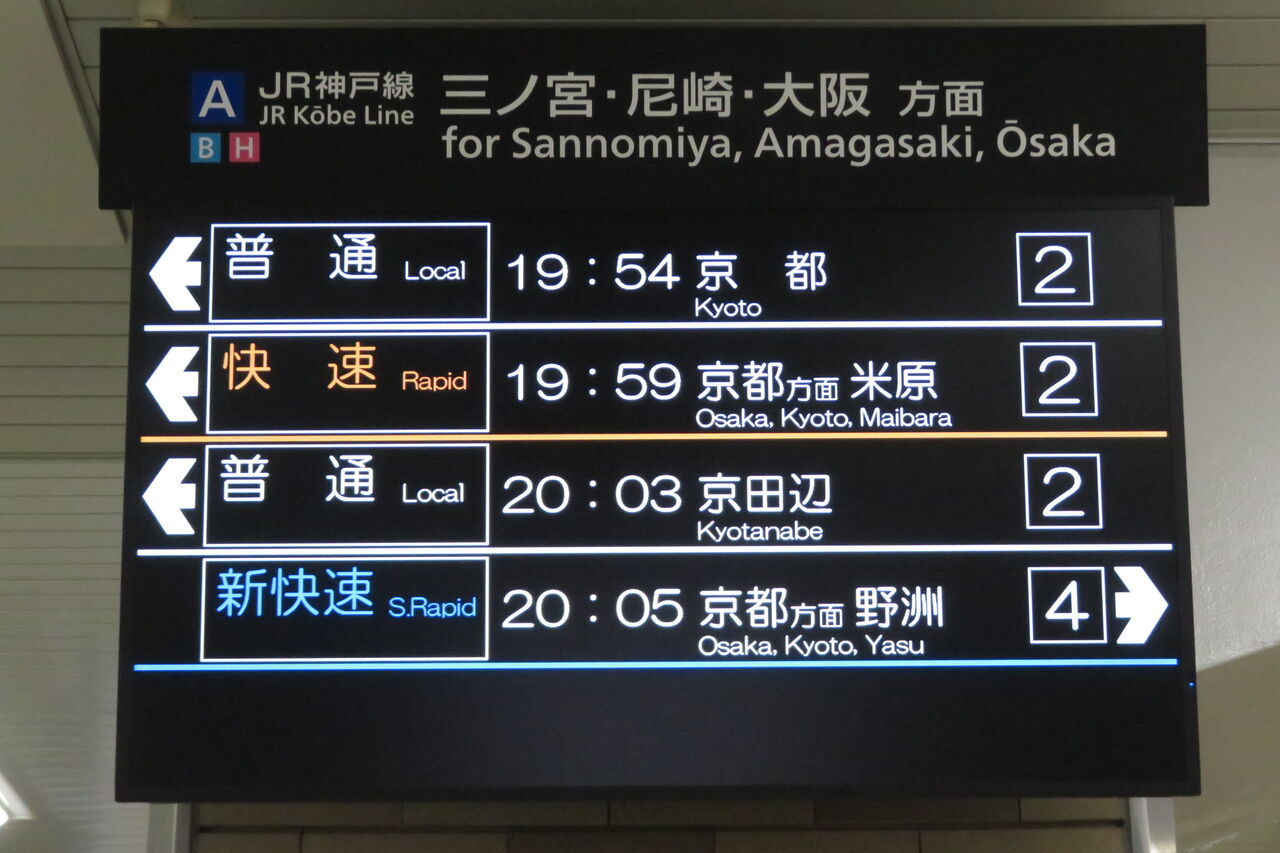 A JR神戸線 三ノ宮・尼崎・大阪 方面
JR Kōbe Line for Sannomiya, Amagasaki, Ōsaka
B H
普　通 Local 19:54 京　都 2
Kyoto
快　速 Rapid 19:59 京都方面 米原 2
Osaka, Kyoto, Maibara
普　通 Local 20:03 京田辺 2
Kyotanabe
新快速 S.Rapid 20:05 京都方面 野洲 4
Osaka, Kyoto, Yasu